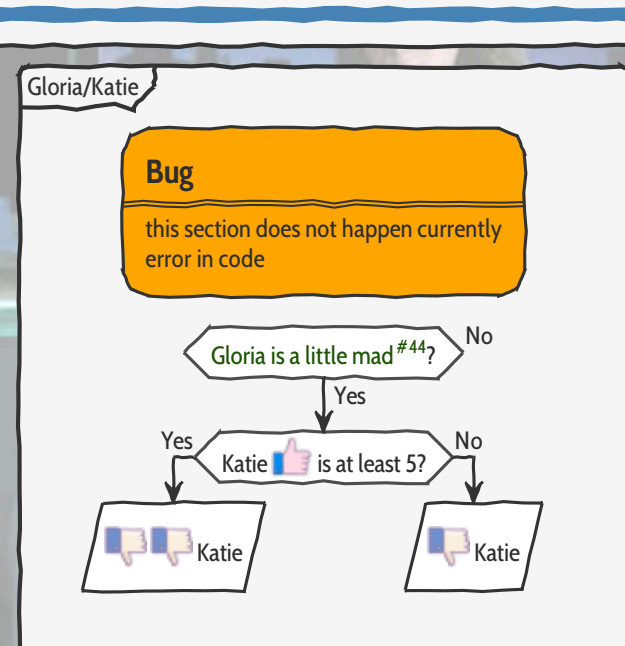 Gloria/Katie
Bug
this section does not happen currently
error in code
Gloria is a little mad #44?
No
Yes
Yes
Katie is at least 5?
No
Katie
Katie